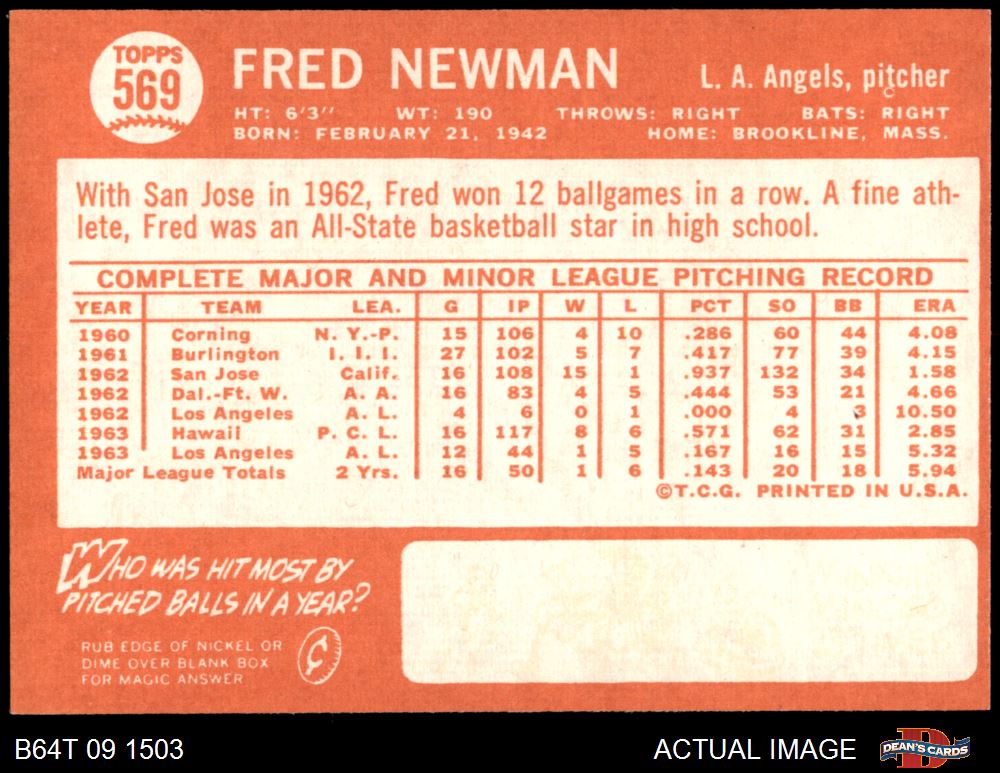 TOPPS
569
FRED NEWMAN
L. A. Angels, pitcher
HT: 6'3" WT: 190 THROWS: RIGHT BATS: RIGHT
BORN: FEBRUARY 21, 1942 HOME: BROOKLINE, MASS.
With San Jose in 1962, Fred won 12 ballgames in a row. A fine ath-
lete, Fred was an All-State basketball star in high school.
COMPLETE MAJOR AND MINOR LEAGUE PITCHING RECORD
YEAR TEAM LEA. G IP W L PCT SO BB ERA
1960 Corning N. Y.-P. 15 106 4 10 .286 60 44 4.08
1961 Burlington I. I. I. 27 102 5 7 .417 77 39 4.15
1962 San Jose Calif. 16 108 15 1 .937 132 34 1.58
1962 Dal.-Ft. W. A. A. 16 83 4 5 .444 53 21 4.66
1962 Los Angeles A. L. 4 6 0 1 .000 4 3 10.50
1963 Hawaii P. C. L. 16 117 8 6 .571 62 31 2.85
1963 Los Angeles A. L. 12 44 1 5 .167 16 15 5.32
Major League Totals 2 Yrs. 16 50 1 6 .143 20 18 5.94
©T.C.G. PRINTED IN U.S.A.
WHO WAS HIT MOST BY
PITCHED BALLS IN A YEAR?
RUB EDGE OF NICKEL OR
DIME OVER BLANK BOX
FOR MAGIC ANSWER
¢
B64T 09 1503 ACTUAL IMAGE
DEAN'S CARDS